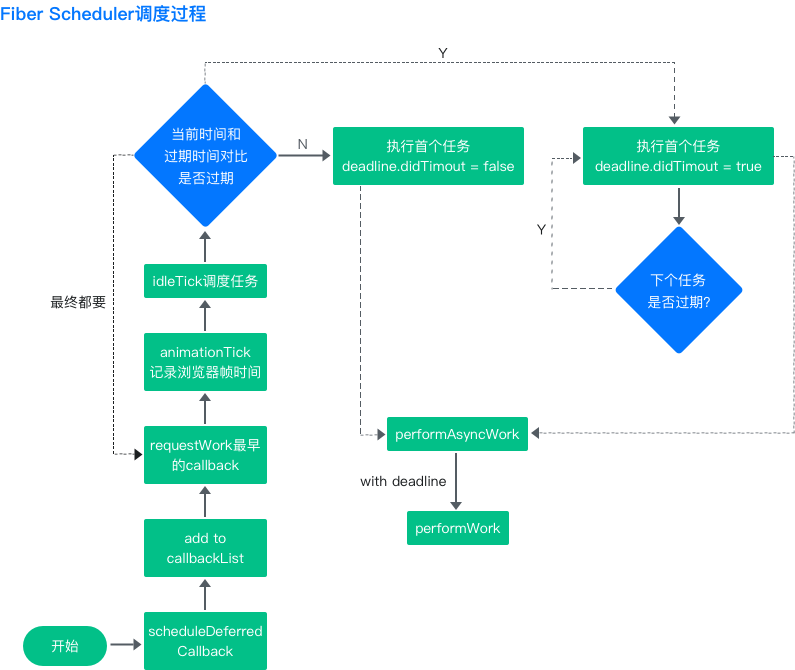 Fiber Scheduler调度过程
Y
当前时间和
过期时间对比
是否过期
N
执行首个任务
deadline.didTimout = false
执行首个任务
deadline.didTimout = true
Y
下个任务
是否过期?
idleTick调度任务
最终都要
animationTick
记录浏览器帧时间
requestWork最早
的callback
performAsyncWork
with deadline
performWork
add to
callbackList
开始
scheduleDeferred
Callback